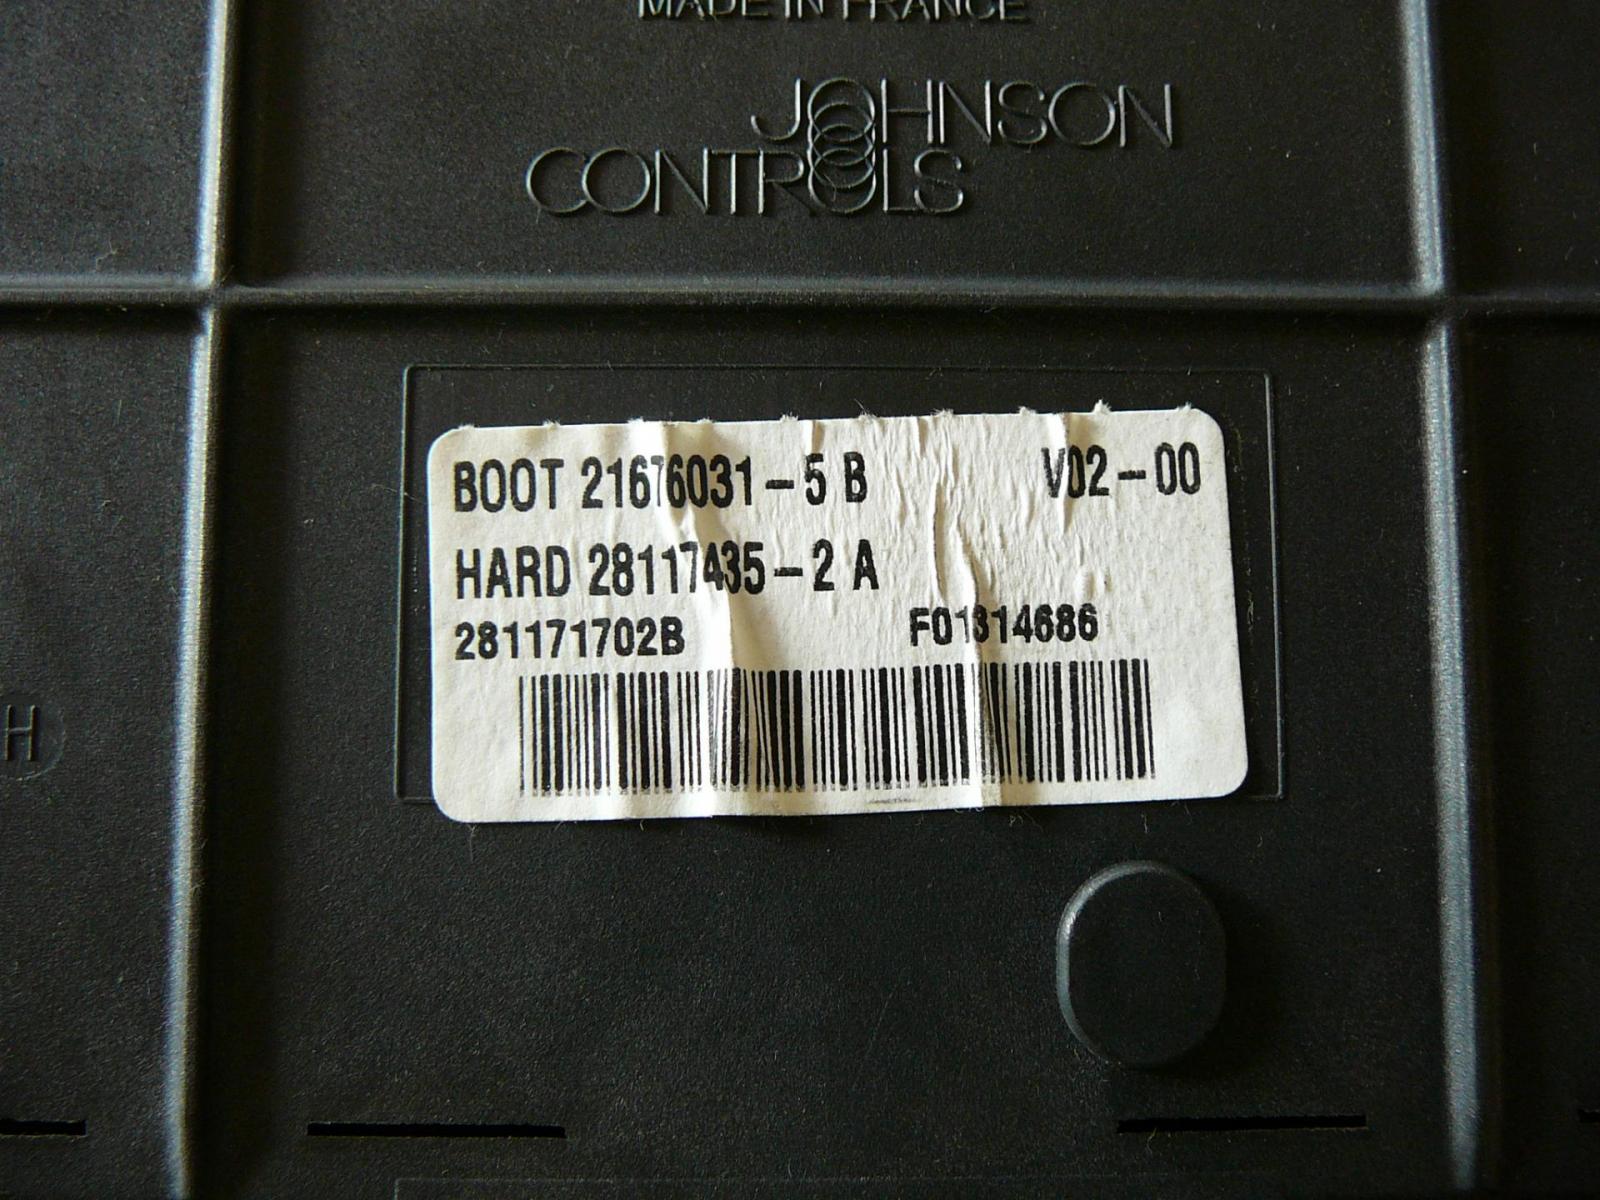 MADE IN FRANCE
JOHNSON
CONTROLS
BOOT 21676031-5 B V02-00
HARD 28117435-2 A
281171702B F01314686
H